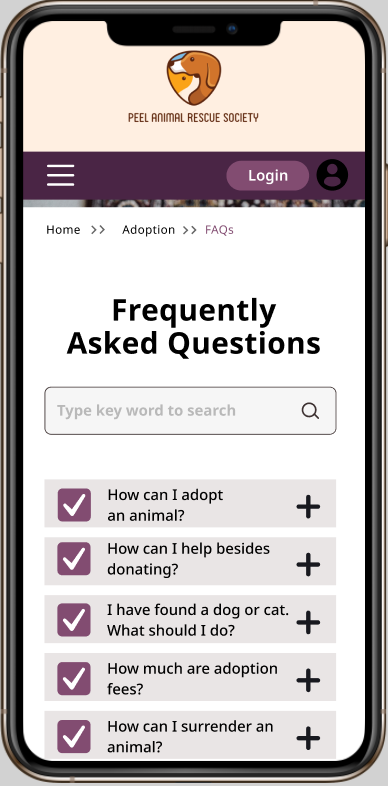 PEEL ANIMAL RESCUE SOCIETY
Login
Home >> Adoption >> FAQs
Frequently
Asked Questions
Type key word to search
How can I adopt
an animal?
How can I help besides
donating?
I have found a dog or cat.
What should I do?
How much are adoption
fees?
How can I surrender an
animal?